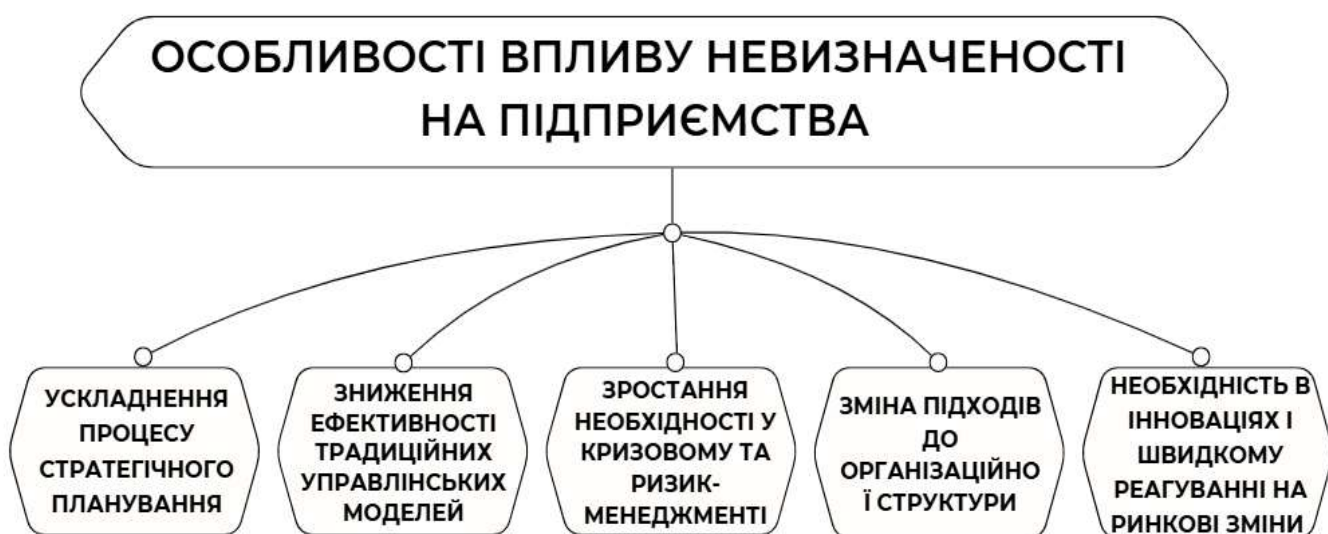 ОСОБЛИВОСТІ ВПЛИВУ НЕВИЗНАЧЕНОСТІ
НА ПІДПРИЄМСТВА
УСКЛАДНЕННЯ
ПРОЦЕСУ
СТРАТЕГІЧНОГО
ПЛАНУВАННЯ
ЗНИЖЕННЯ
ЕФЕКТИВНОСТІ
ТРАДИЦІЙНИХ
УПРАВЛІНСЬКИХ
МОДЕЛЕЙ
ЗРОСТАННЯ
НЕОБХІДНОСТІ У
КРИЗОВОМУ ТА
РИЗИК-
МЕНЕДЖМЕНТІ
ЗМІНА ПІДХОДІВ
ДО
ОРГАНІЗАЦІЙНО
Ї СТРУКТУРИ
НЕОБХІДНІСТЬ В
ІННОВАЦІЯХ І
ШВИДКОМУ
РЕАГУВАННІ НА
РИНКОВІ ЗМІНИ